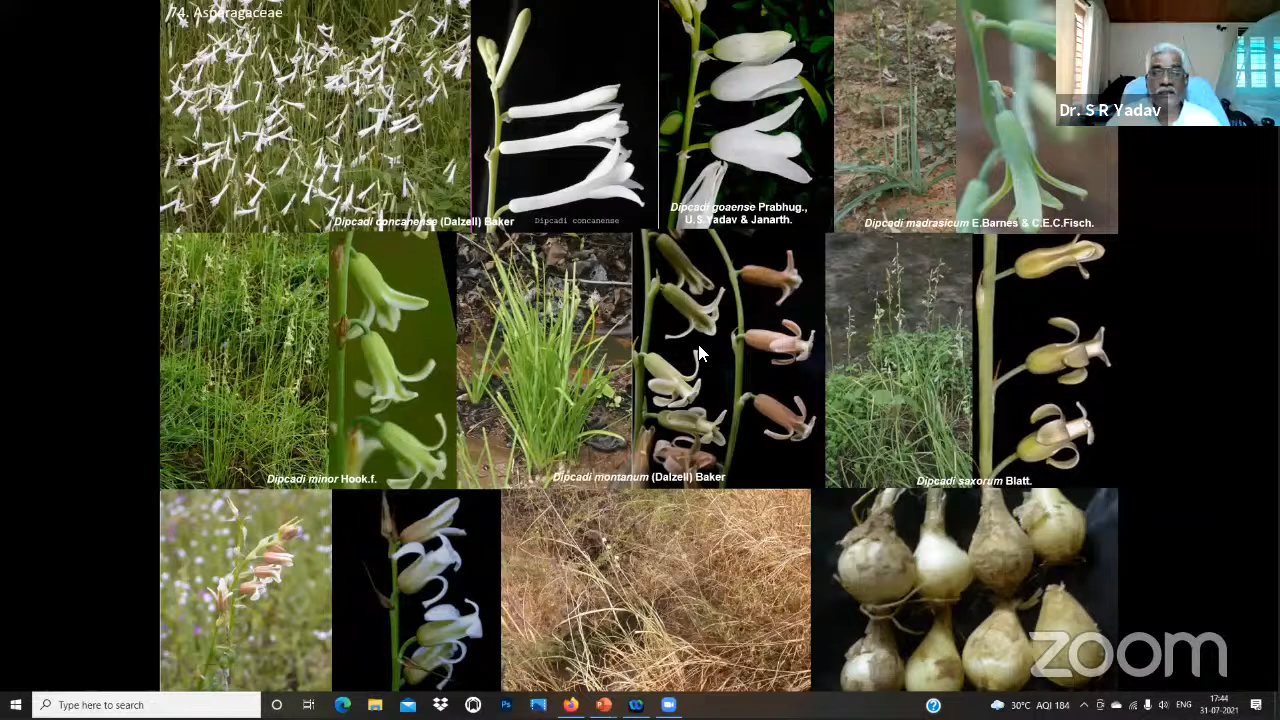 74. Asparagaceae
Dr. S R Yadav
Dipcadi concanense (Dalzell) Baker
Dipcadi concanense
Dipcadi goaense Prabhug.,
U.S.Yadav & Janarth.
Dipcadi madrasicum E.Barnes & C.E.C.Fisch.
Dipcadi minor Hook.f.
Dipcadi montanum (Dalzell) Baker
Dipcadi saxorum Blatt.
zoom
Type here to search
30°C AQI 184
ENG
17:44
31-07-2021